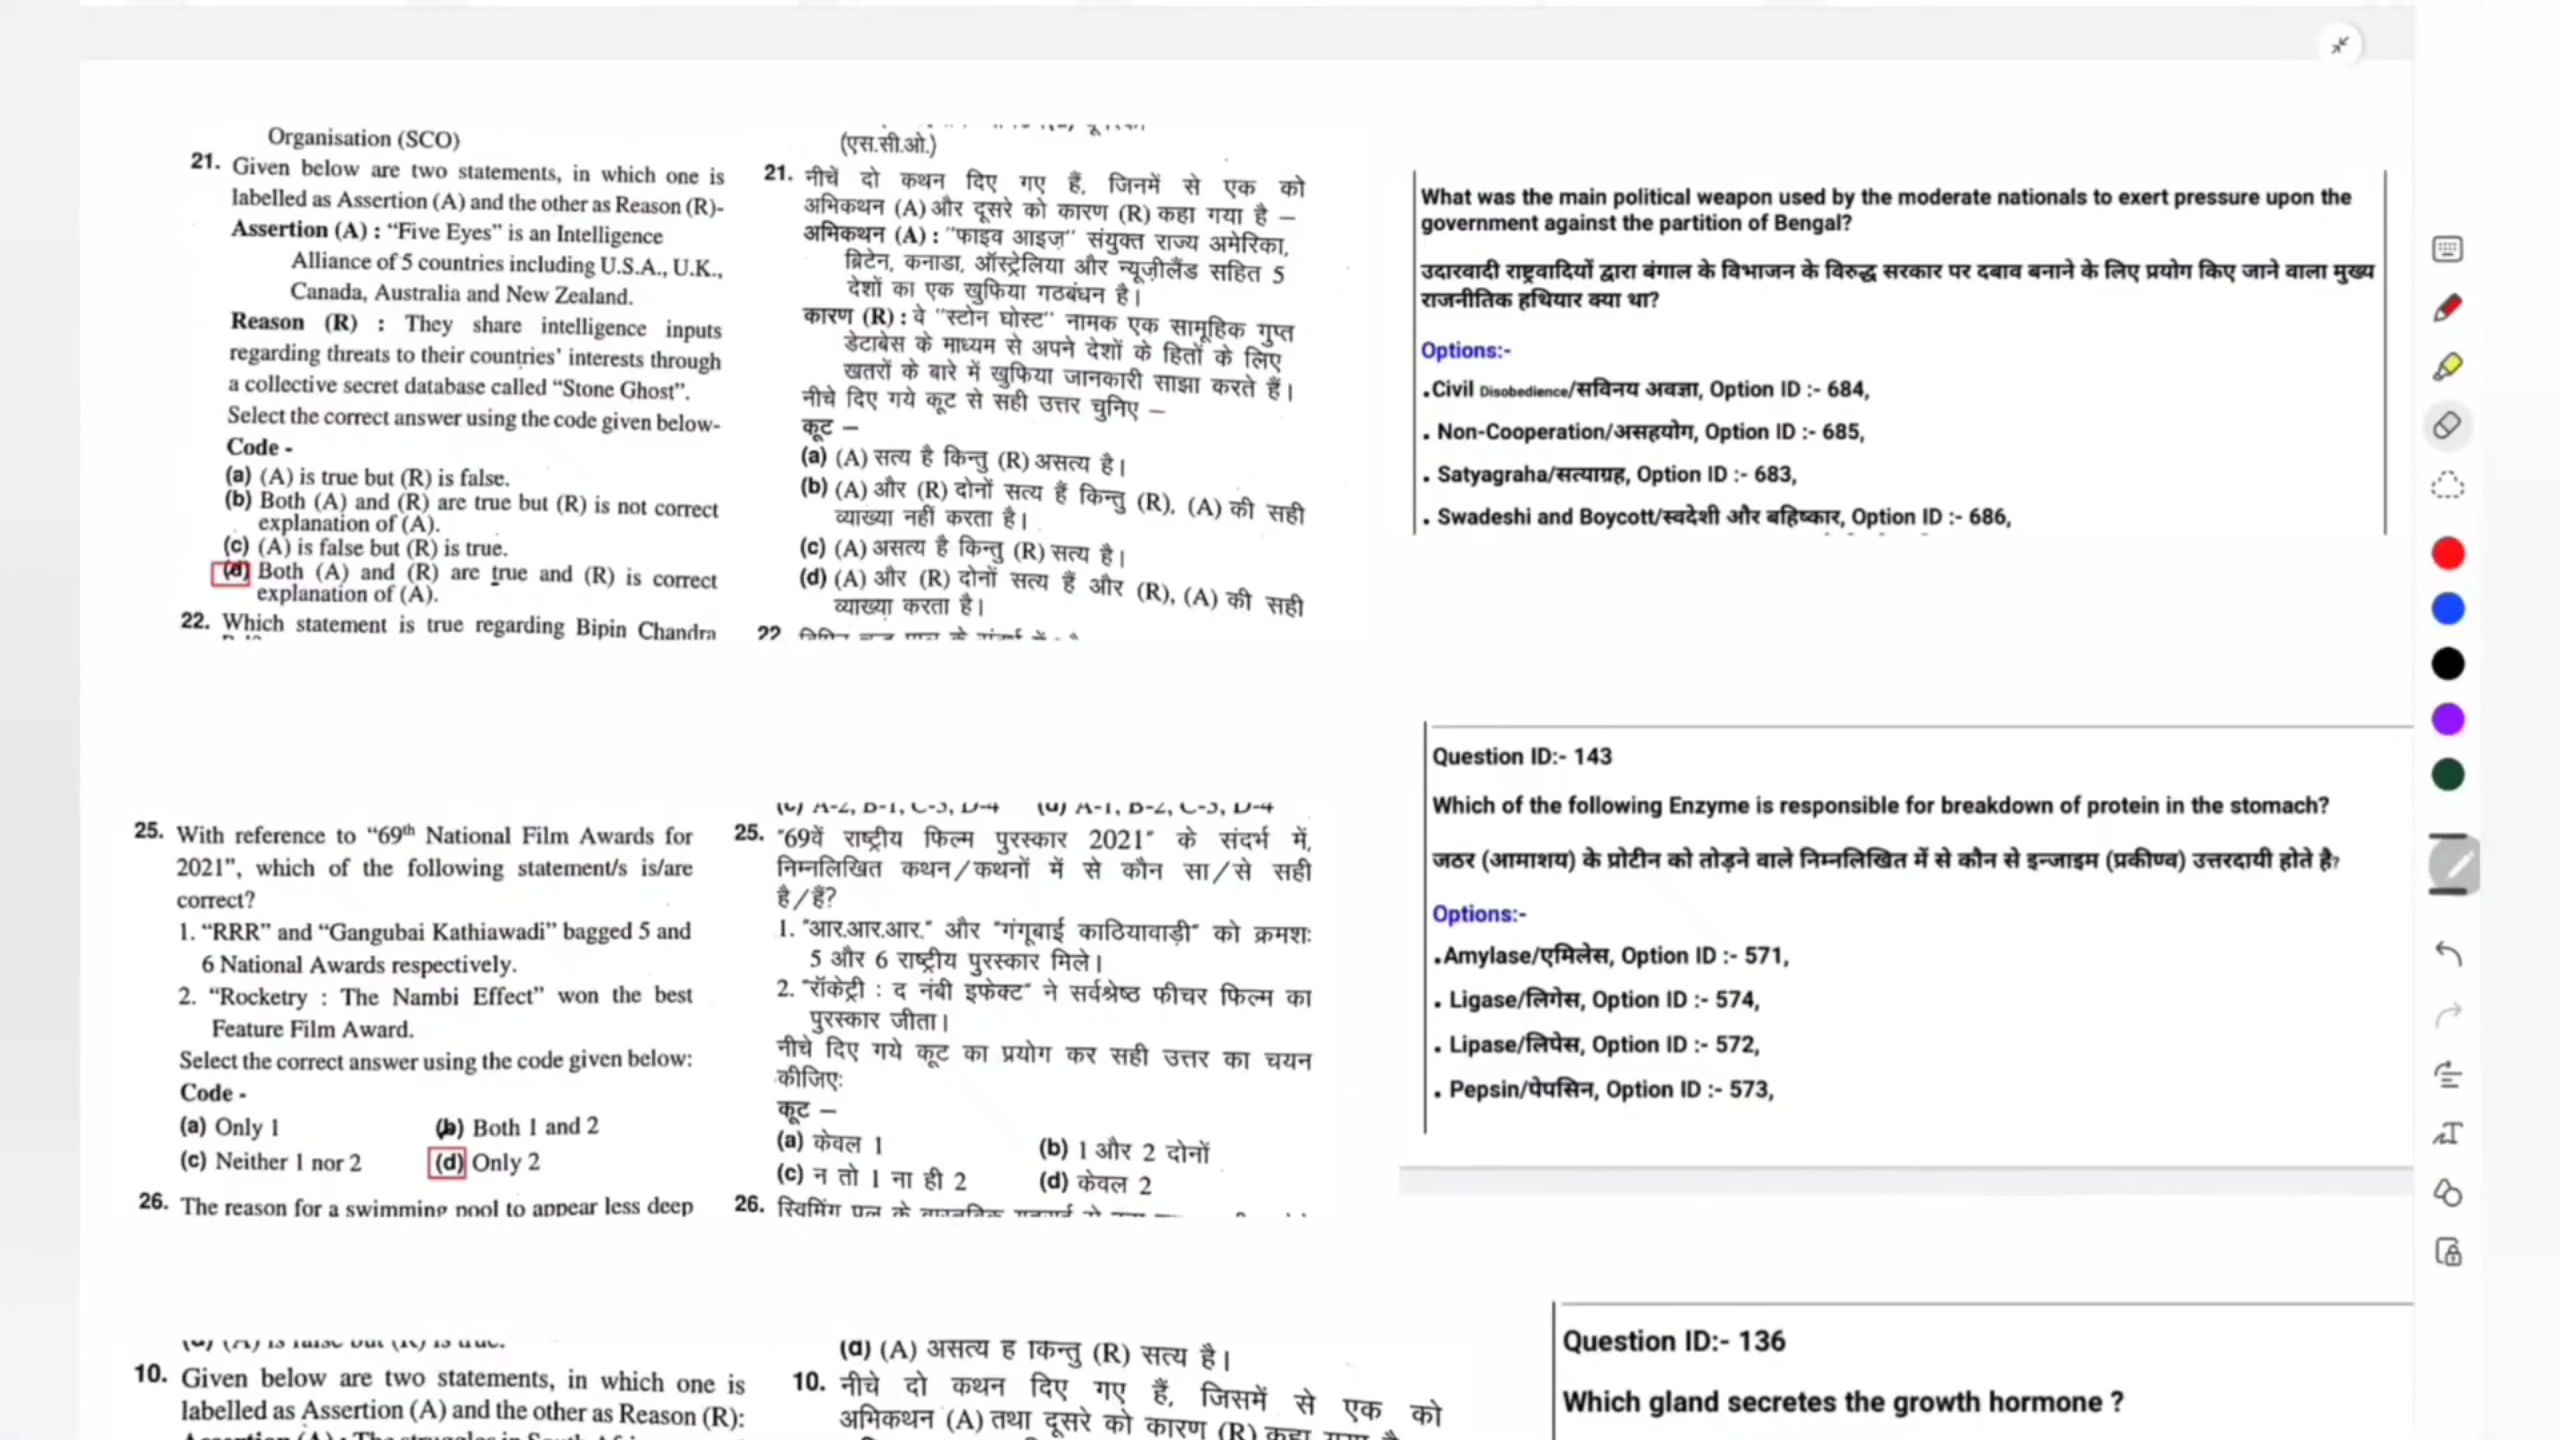 Organisation (SCO)
21. Given below are two statements, in which one is
labelled as Assertion (A) and the other as Reason (R)-
Assertion (A) : “Five Eyes” is an Intelligence
Alliance of 5 countries including U.S.A., U.K.,
Canada, Australia and New Zealand.
Reason (R) : They share intelligence inputs
regarding threats to their countries’ interests through
a collective secret database called “Stone Ghost”.
Select the correct answer using the code given below-
Code -
(a) (A) is true but (R) is false.
(b) Both (A) and (R) are true but (R) is not correct
explanation of (A).
(c) (A) is false but (R) is true.
(d) Both (A) and (R) are true and (R) is correct
explanation of (A).
22. Which statement is true regarding Bipin Chandra
(एस.सी.ओ.)
21. नीचें दो कथन दिए गए हैं, जिनमें से एक को
अभिकथन (A) और दूसरे को कारण (R) कहा गया है –
अभिकथन (A) : “फाइव आइज़” संयुक्त राज्य अमेरिका,
ब्रिटेन, कनाडा, ऑस्ट्रेलिया और न्यूज़ीलैंड सहित 5
देशों का एक खुफिया गठबंधन है।
कारण (R) : वे “स्टोन घोस्ट” नामक एक सामूहिक गुप्त
डेटाबेस के माध्यम से अपने देशों के हितों के लिए
खतरों के बारे में खुफिया जानकारी साझा करते हैं।
नीचे दिए गये कूट से सही उत्तर चुनिए –
कूट –
(a) (A) सत्य है किन्तु (R) असत्य है।
(b) (A) और (R) दोनों सत्य हैं किन्तु (R), (A) की सही
व्याख्या नहीं करता है।
(c) (A) असत्य है किन्तु (R) सत्य है।
(d) (A) और (R) दोनों सत्य हैं और (R), (A) की सही
व्याख्या करता है।
22
What was the main political weapon used by the moderate nationals to exert pressure upon the
government against the partition of Bengal?
उदारवादी राष्ट्रवादियों द्वारा बंगाल के विभाजन के विरुद्ध सरकार पर दबाव बनाने के लिए प्रयोग किए जाने वाला मुख्य
राजनीतिक हथियार क्या था?
Options:-
.Civil Disobedience/सविनय अवज्ञा, Option ID :- 684,
. Non-Cooperation/असहयोग, Option ID :- 685,
. Satyagraha/सत्याग्रह, Option ID :- 683,
. Swadeshi and Boycott/स्वदेशी और बहिष्कार, Option ID :- 686,
25. With reference to “69th National Film Awards for
2021”, which of the following statement/s is/are
correct?
1. “RRR” and “Gangubai Kathiawadi” bagged 5 and
6 National Awards respectively.
2. “Rocketry : The Nambi Effect” won the best
Feature Film Award.
Select the correct answer using the code given below:
Code -
(a) Only 1 (b) Both 1 and 2
(c) Neither 1 nor 2 (d) Only 2
26. The reason for a swimming pool to appear less deep
(c) A-2, B-1, C-3, D-4 (d) A-1, B-2, C-3, D-4
25. “69वें राष्ट्रीय फिल्म पुरस्कार 2021” के संदर्भ में,
निम्नलिखित कथन/कथनों में से कौन सा/से सही
है/हैं?
1. “आर.आर.आर.” और “गंगूबाई काठियावाड़ी” को क्रमशः
5 और 6 राष्ट्रीय पुरस्कार मिले।
2. “रॉकेट्री : द नंबी इफेक्ट” ने सर्वश्रेष्ठ फीचर फिल्म का
पुरस्कार जीता।
नीचे दिए गये कूट का प्रयोग कर सही उत्तर का चयन
कीजिए:
कूट –
(a) केवल 1 (b) 1 और 2 दोनों
(c) न तो 1 ना ही 2 (d) केवल 2
26. स्विमिंग पूल के
Question ID:- 143
Which of the following Enzyme is responsible for breakdown of protein in the stomach?
जठर (आमाशय) के प्रोटीन को तोड़ने वाले निम्नलिखित में से कौन से इन्जाइम (प्रकीण्व) उत्तरदायी होते है?
Options:-
.Amylase/एमिलेस, Option ID :- 571,
. Ligase/लिगेस, Option ID :- 574,
. Lipase/लिपेस, Option ID :- 572,
. Pepsin/पेपसिन, Option ID :- 573,
(d) (A) is false but (R) is true.
10. Given below are two statements, in which one is
labelled as Assertion (A) and the other as Reason (R):
(d) (A) असत्य है किन्तु (R) सत्य है।
10. नीचे दो कथन दिए गए हैं, जिसमें से एक को
अभिकथन (A) तथा दूसरे को कारण (R) कहा
Question ID:- 136
Which gland secretes the growth hormone ?